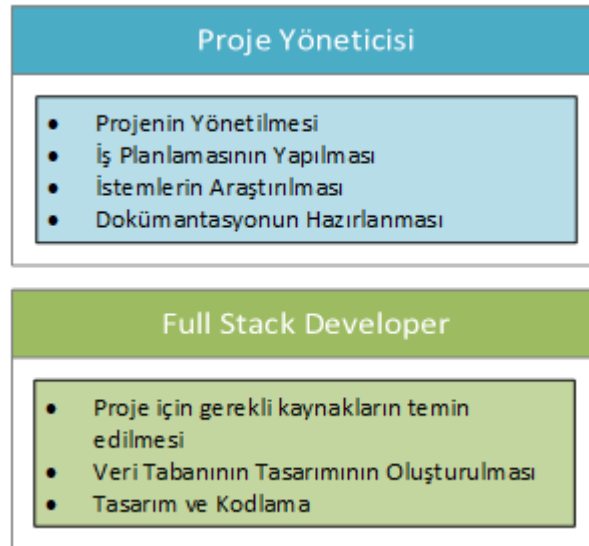 Proje Yöneticisi
• Projenin Yönetilmesi
• İş Planlamasının Yapılması
• İstemlerin Araştırılması
• Dokümantasyonun Hazırlanması
Full Stack Developer
• Proje için gerekli kaynakların temin
edilmesi
• Veri Tabanının Tasarımının Oluşturulması
• Tasarım ve Kodlama